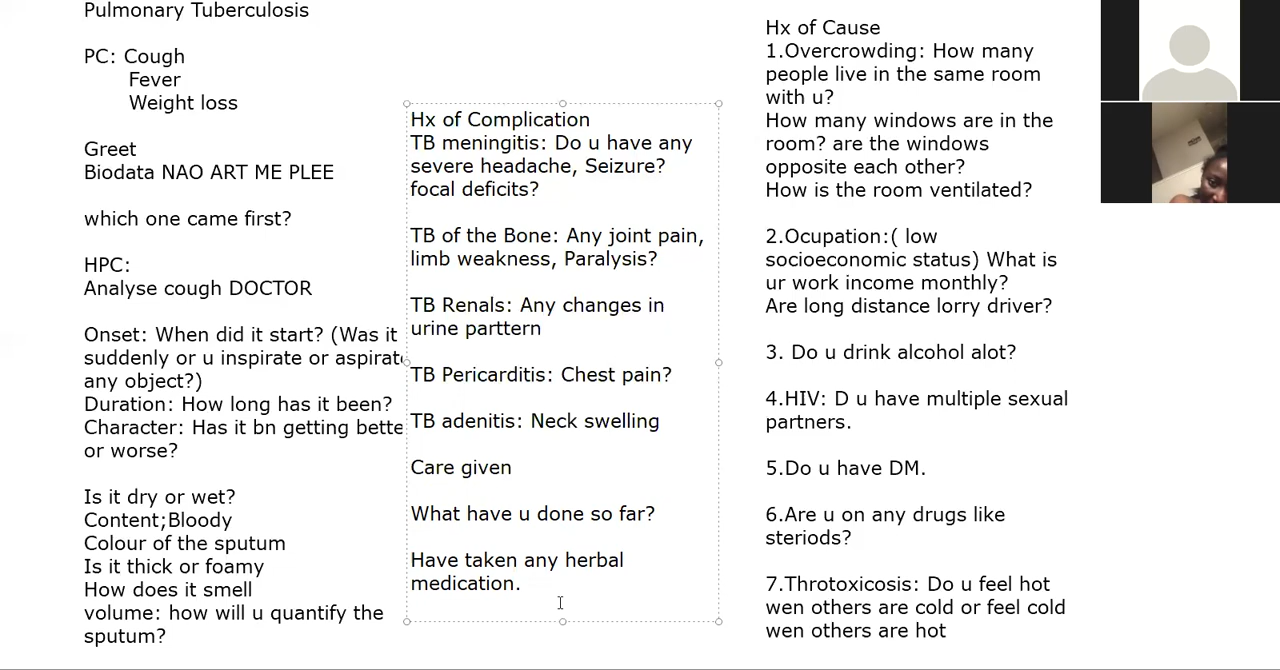 Pulmonary Tuberculosis
PC: Cough
Fever
Weight loss
Greet
Biodata NAO ART ME PLEE
which one came first?
HPC:
Analyse cough DOCTOR
Onset: When did it start? (Was it
suddenly or u inspirate or aspirate
any object?)
Duration: How long has it been?
Character: Has it bn getting bette
or worse?
Is it dry or wet?
Content;Bloody
Colour of the sputum
Is it thick or foamy
How does it smell
volume: how will u quantify the
sputum?
Hx of Complication
TB meningitis: Do u have any
severe headache, Seizure?
focal deficits?
TB of the Bone: Any joint pain,
limb weakness, Paralysis?
TB Renals: Any changes in
urine parttern
TB Pericarditis: Chest pain?
TB adenitis: Neck swelling
Care given
What have u done so far?
Have taken any herbal
medication.
Hx of Cause
1.Overcrowding: How many
people live in the same room
with u?
How many windows are in the
room? are the windows
opposite each other?
How is the room ventilated?
2.Ocupation:( low
socioeconomic status) What is
ur work income monthly?
Are long distance lorry driver?
3. Do u drink alcohol alot?
4.HIV: D u have multiple sexual
partners.
5.Do u have DM.
6.Are u on any drugs like
steriods?
7.Throtoxicosis: Do u feel hot
wen others are cold or feel cold
wen others are hot